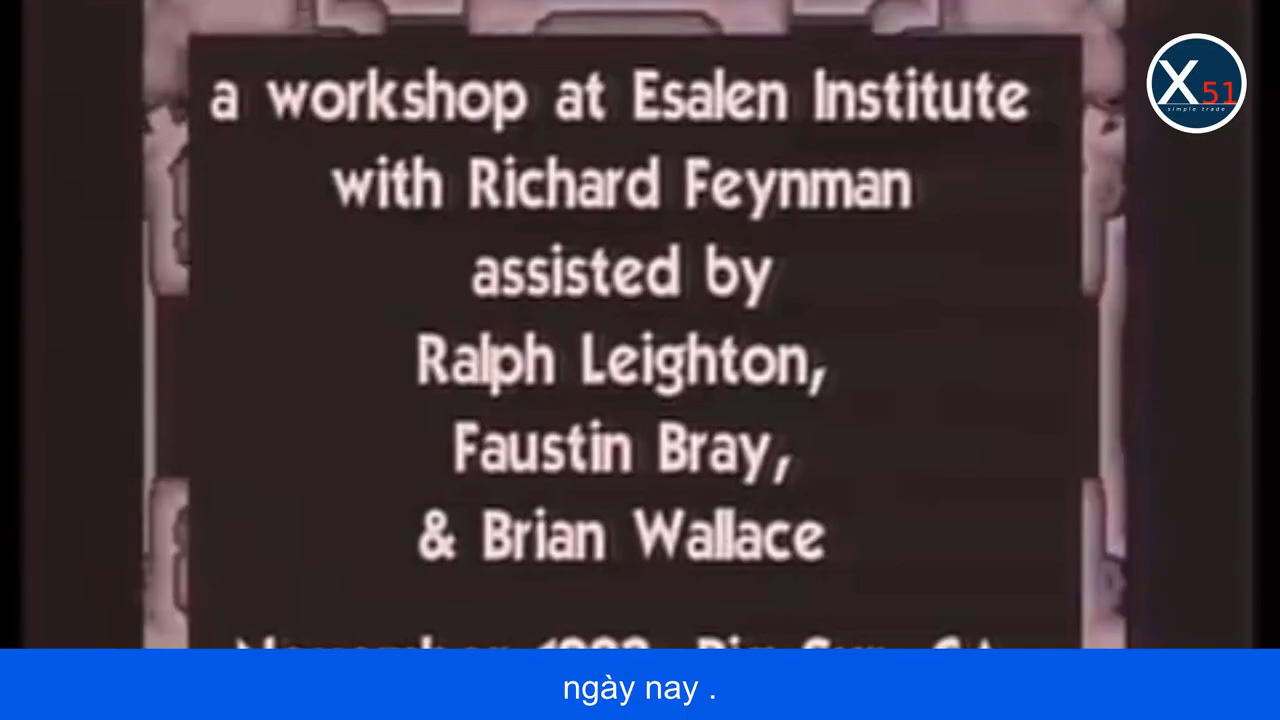 X51
simple trade
a workshop at Esalen Institute
with Richard Feynman
assisted by
Ralph Leighton,
Faustin Bray,
& Brian Wallace
ngày nay .